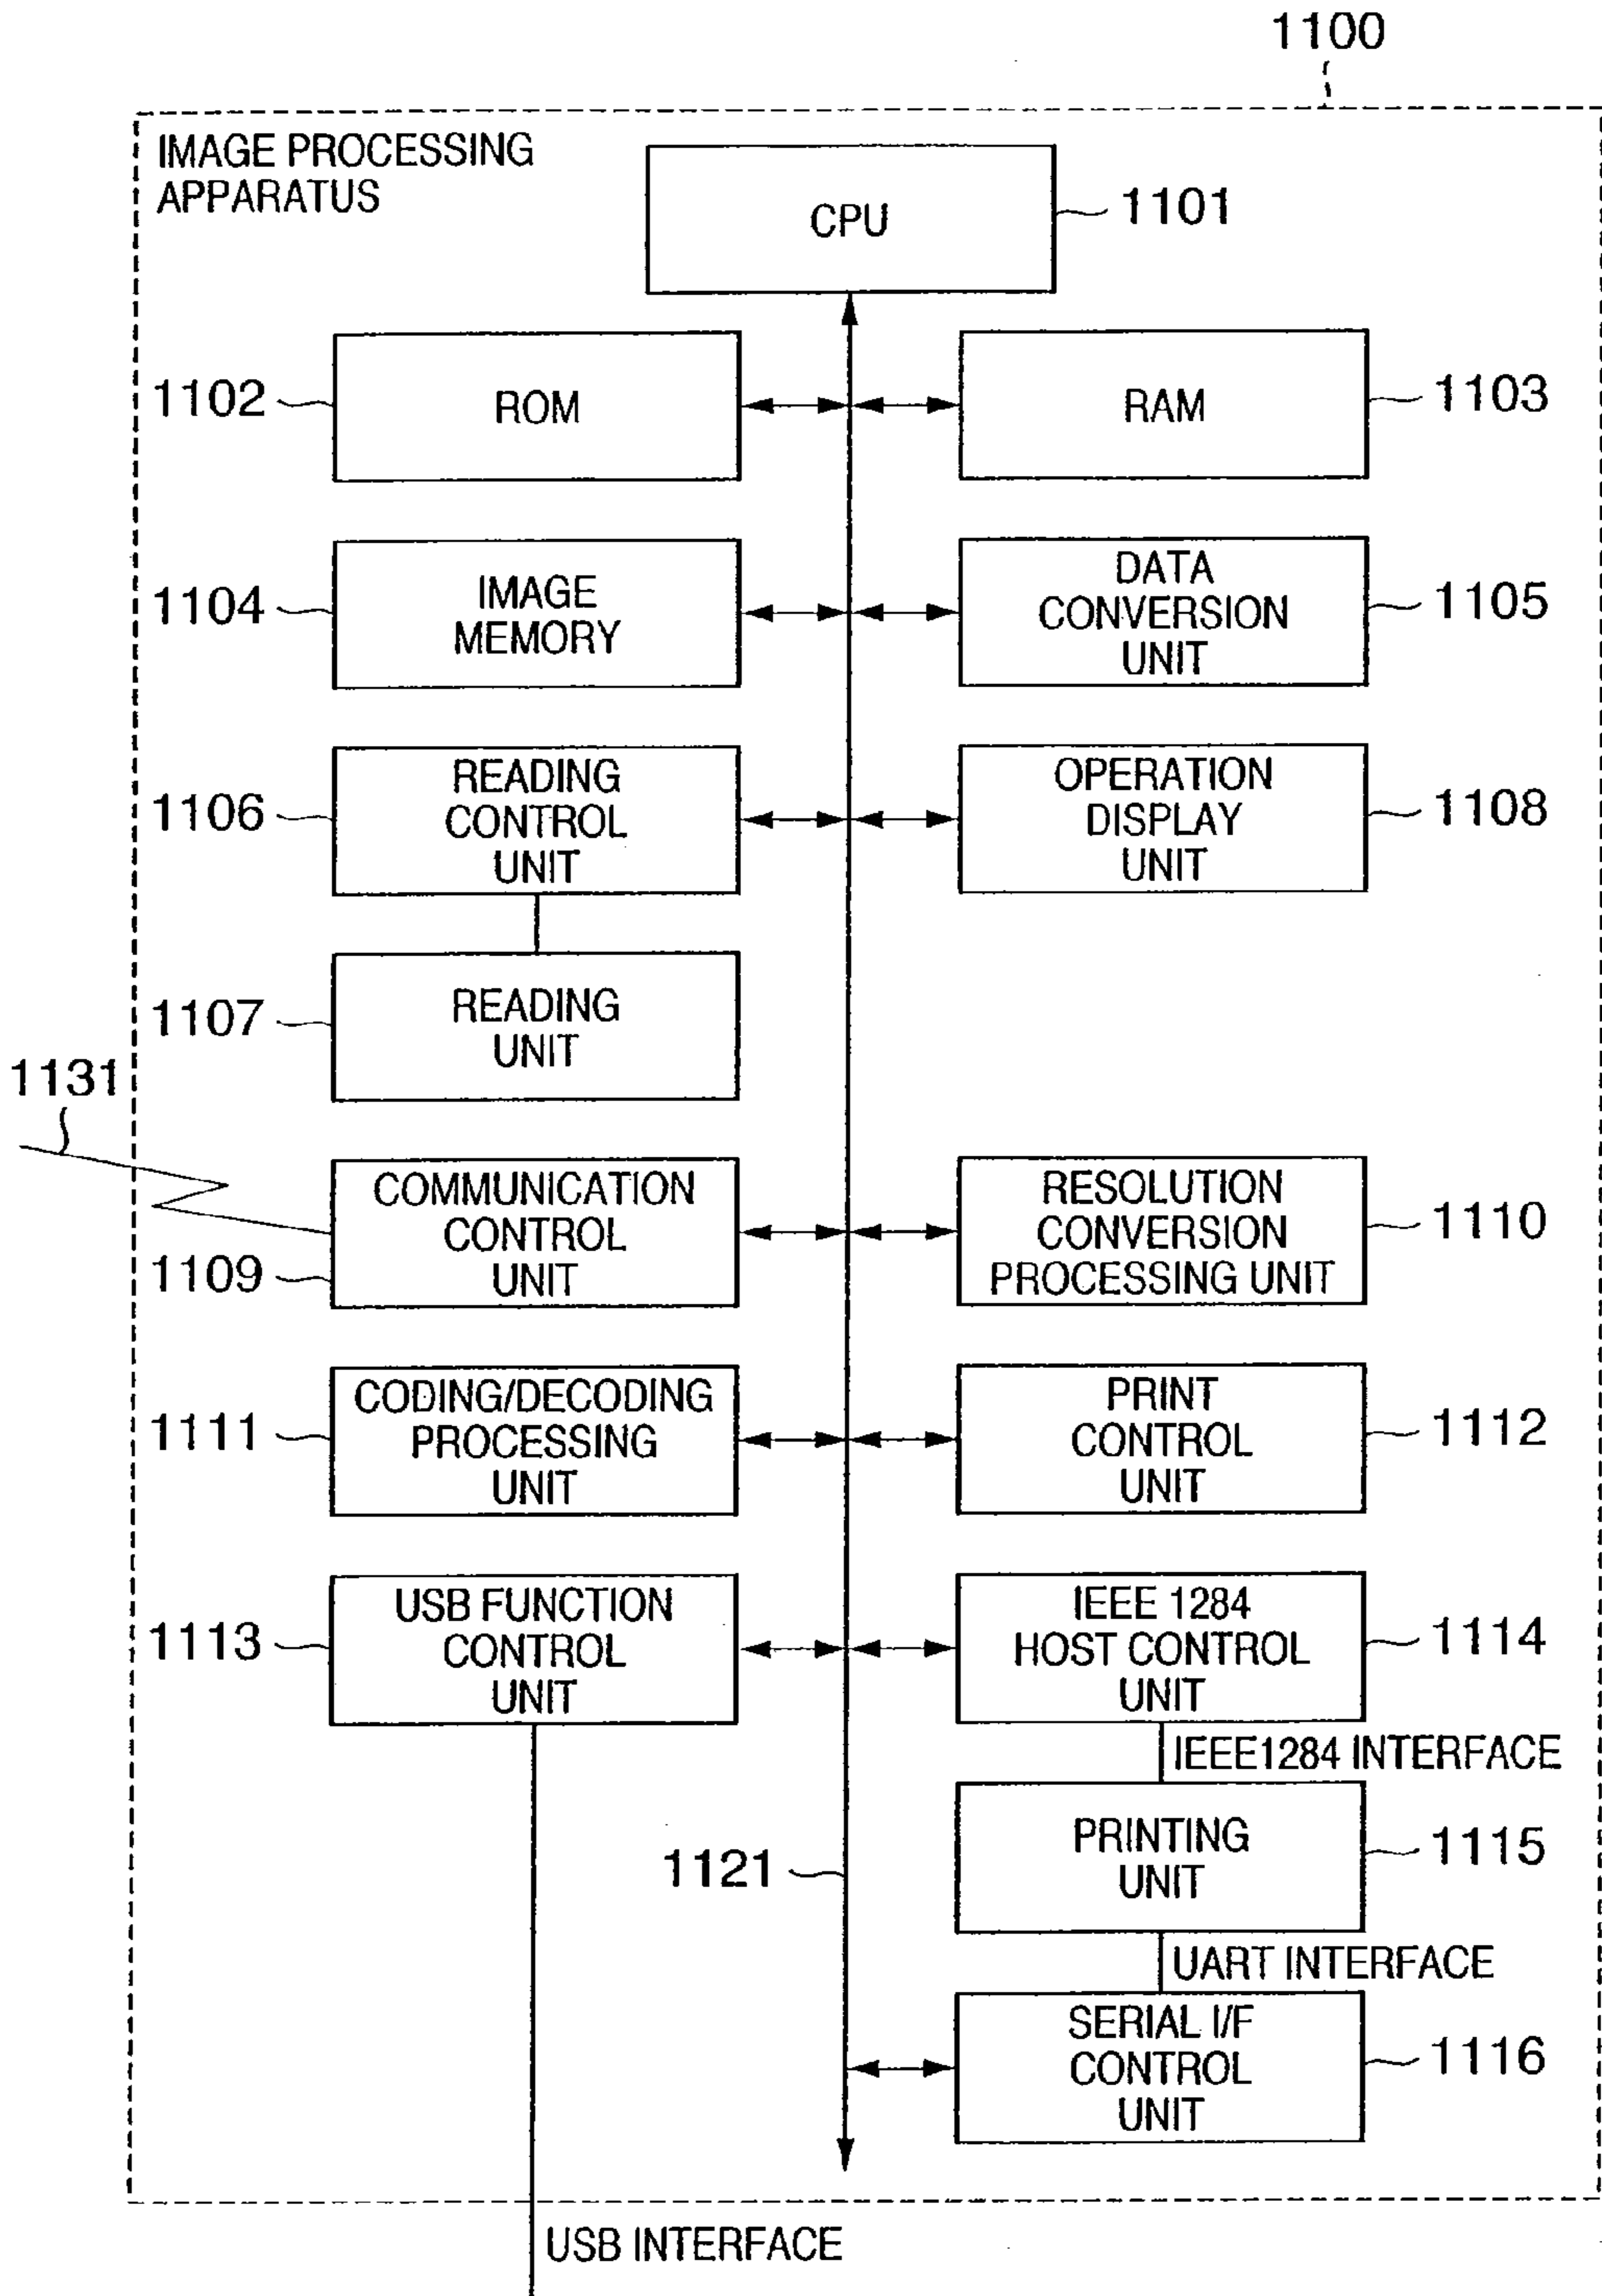 1100
IMAGE PROCESSING
APPARATUS
CPU
1101
1102
ROM
RAM
1103
1104
IMAGE
MEMORY
DATA
CONVERSION
UNIT
1105
1106
READING
CONTROL
UNIT
OPERATION
DISPLAY
UNIT
1108
1107
READING
UNIT
1131
COMMUNICATION
CONTROL
UNIT
1109
RESOLUTION
CONVERSION
PROCESSING UNIT
1110
1111
CODING/DECODING
PROCESSING
UNIT
PRINT
CONTROL
UNIT
1112
1113
USB FUNCTION
CONTROL
UNIT
IEEE 1284
HOST CONTROL
UNIT
1114
IEEE1284 INTERFACE
1121
PRINTING
UNIT
1115
UART INTERFACE
SERIAL I/F
CONTROL
UNIT
1116
USB INTERFACE